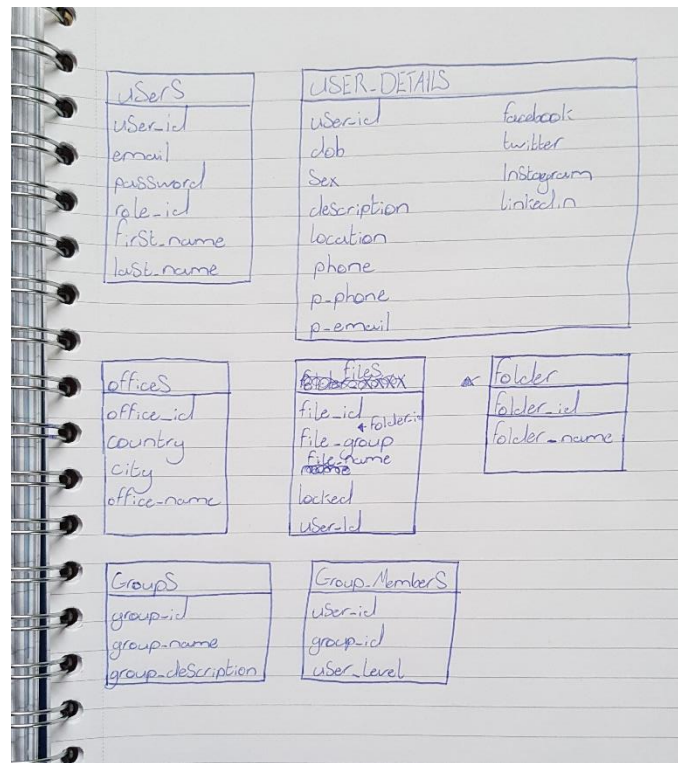 users
user_id
email
password
role_id
first_name
last_name
USER_DETAILS
user_id
dob
Sex
description
location
phone
p_phone
p_email
facebook
twitter
Instagram
linkedin
offices
office_id
country
city
office_name
files
file_id
+ folder_id
file_group
file_name
locked
user_id
folder
folder_id
folder_name
Groups
group_id
group_name
group_description
Group_Members
user_id
group_id
user_level